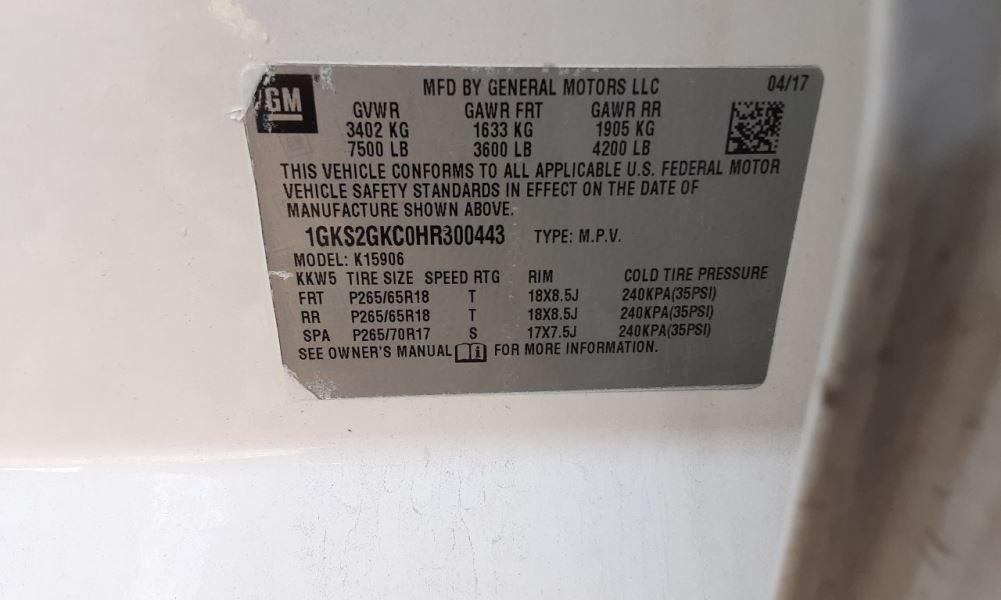 GM
MFD BY GENERAL MOTORS LLC 04/17
GVWR GAWR FRT GAWR RR
3402 KG 1633 KG 1905 KG
7500 LB 3600 LB 4200 LB
THIS VEHICLE CONFORMS TO ALL APPLICABLE U.S. FEDERAL MOTOR
VEHICLE SAFETY STANDARDS IN EFFECT ON THE DATE OF
MANUFACTURE SHOWN ABOVE.
1GKS2GKC0HR300443 TYPE: M.P.V.
MODEL: K15906
KKW5 TIRE SIZE SPEED RTG RIM COLD TIRE PRESSURE
FRT P265/65R18 T 18X8.5J 240KPA(35PSI)
RR P265/65R18 T 18X8.5J 240KPA(35PSI)
SPA P265/70R17 S 17X7.5J 240KPA(35PSI)
SEE OWNER'S MANUAL FOR MORE INFORMATION.